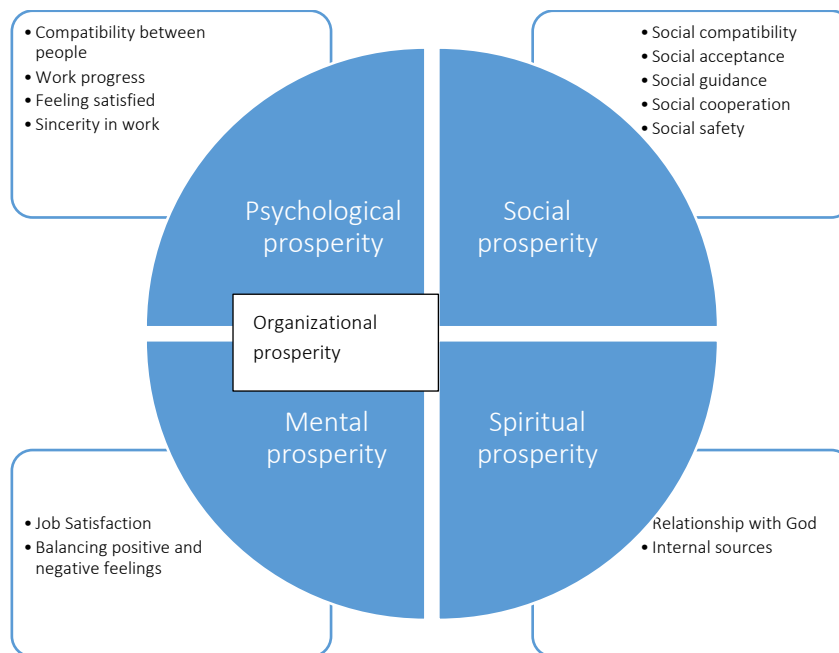 • Compatibility between
people
• Work progress
• Feeling satisfied
• Sincerity in work
• Social compatibility
• Social acceptance
• Social guidance
• Social cooperation
• Social safety
Psychological
prosperity
Social
prosperity
Organizational
prosperity
Mental
prosperity
Spiritual
prosperity
• Job Satisfaction
• Balancing positive and
negative feelings
Relationship with God
• Internal sources